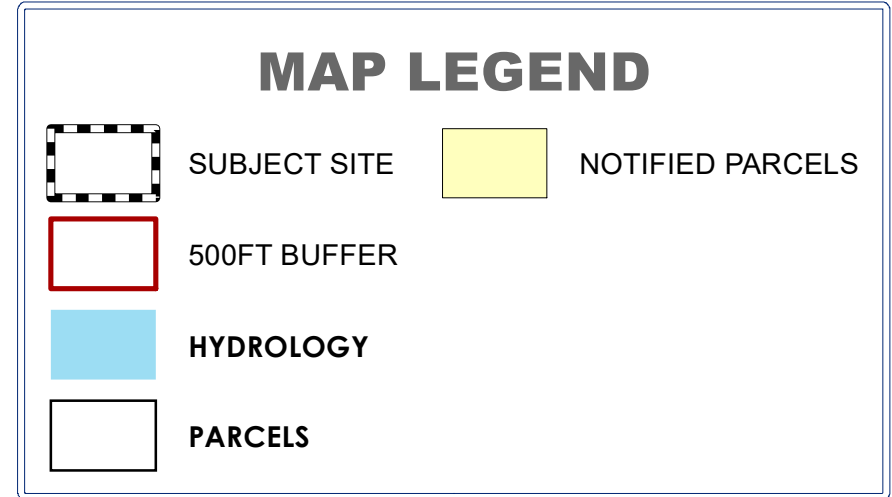 MAP LEGEND
SUBJECT SITE
NOTIFIED PARCELS
500FT BUFFER
HYDROLOGY
PARCELS